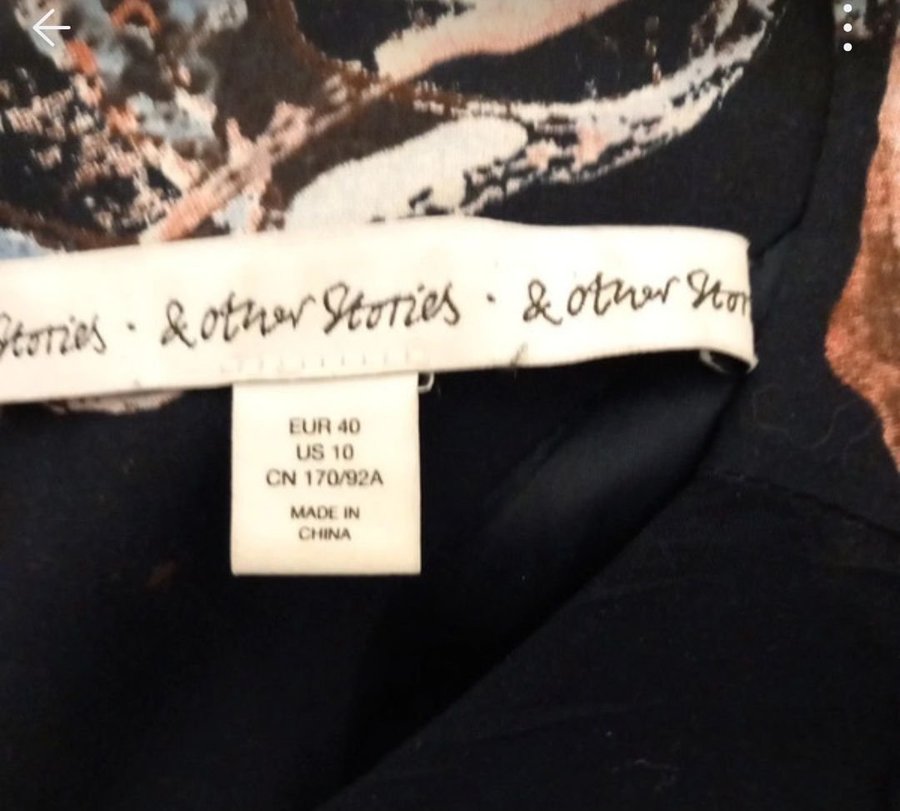 Stories · & other Stories · & other Stor
EUR 40
US 10
CN 170/92A
MADE IN
CHINA